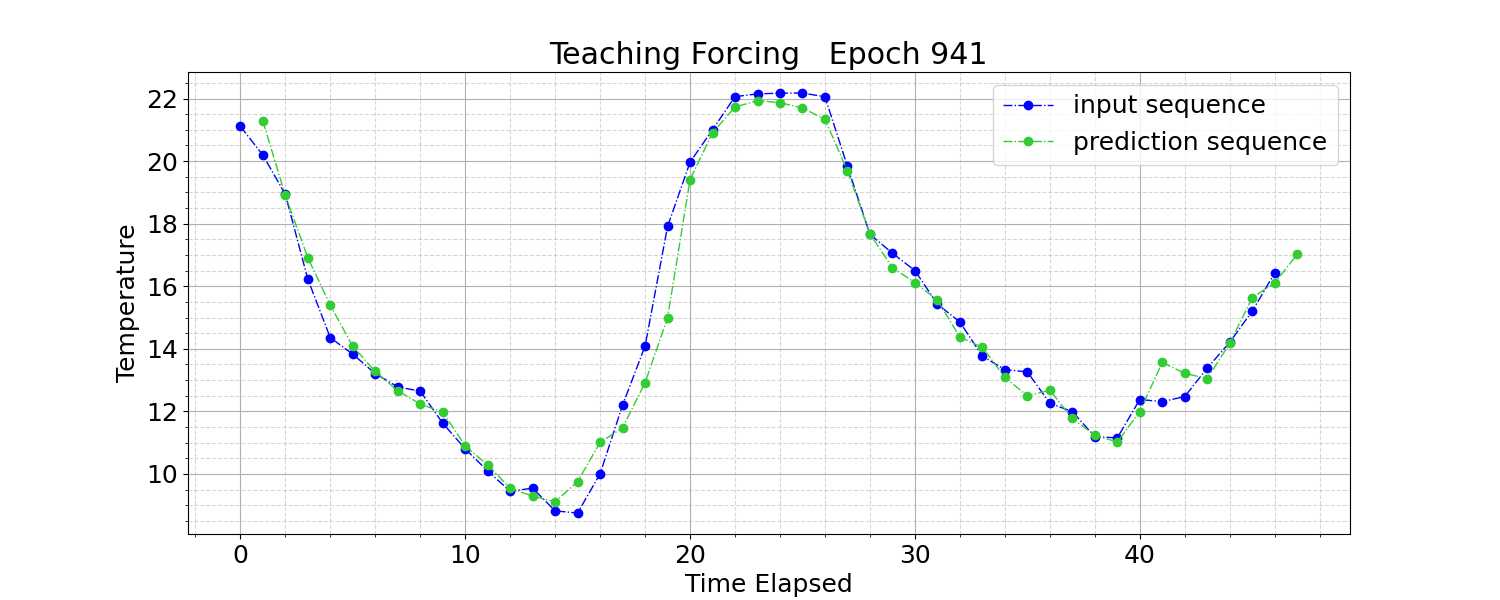 Teaching Forcing   Epoch 941
input sequence
prediction sequence
22
20
18
16
14
12
10
Temperature
0 10 20 30 40
Time Elapsed